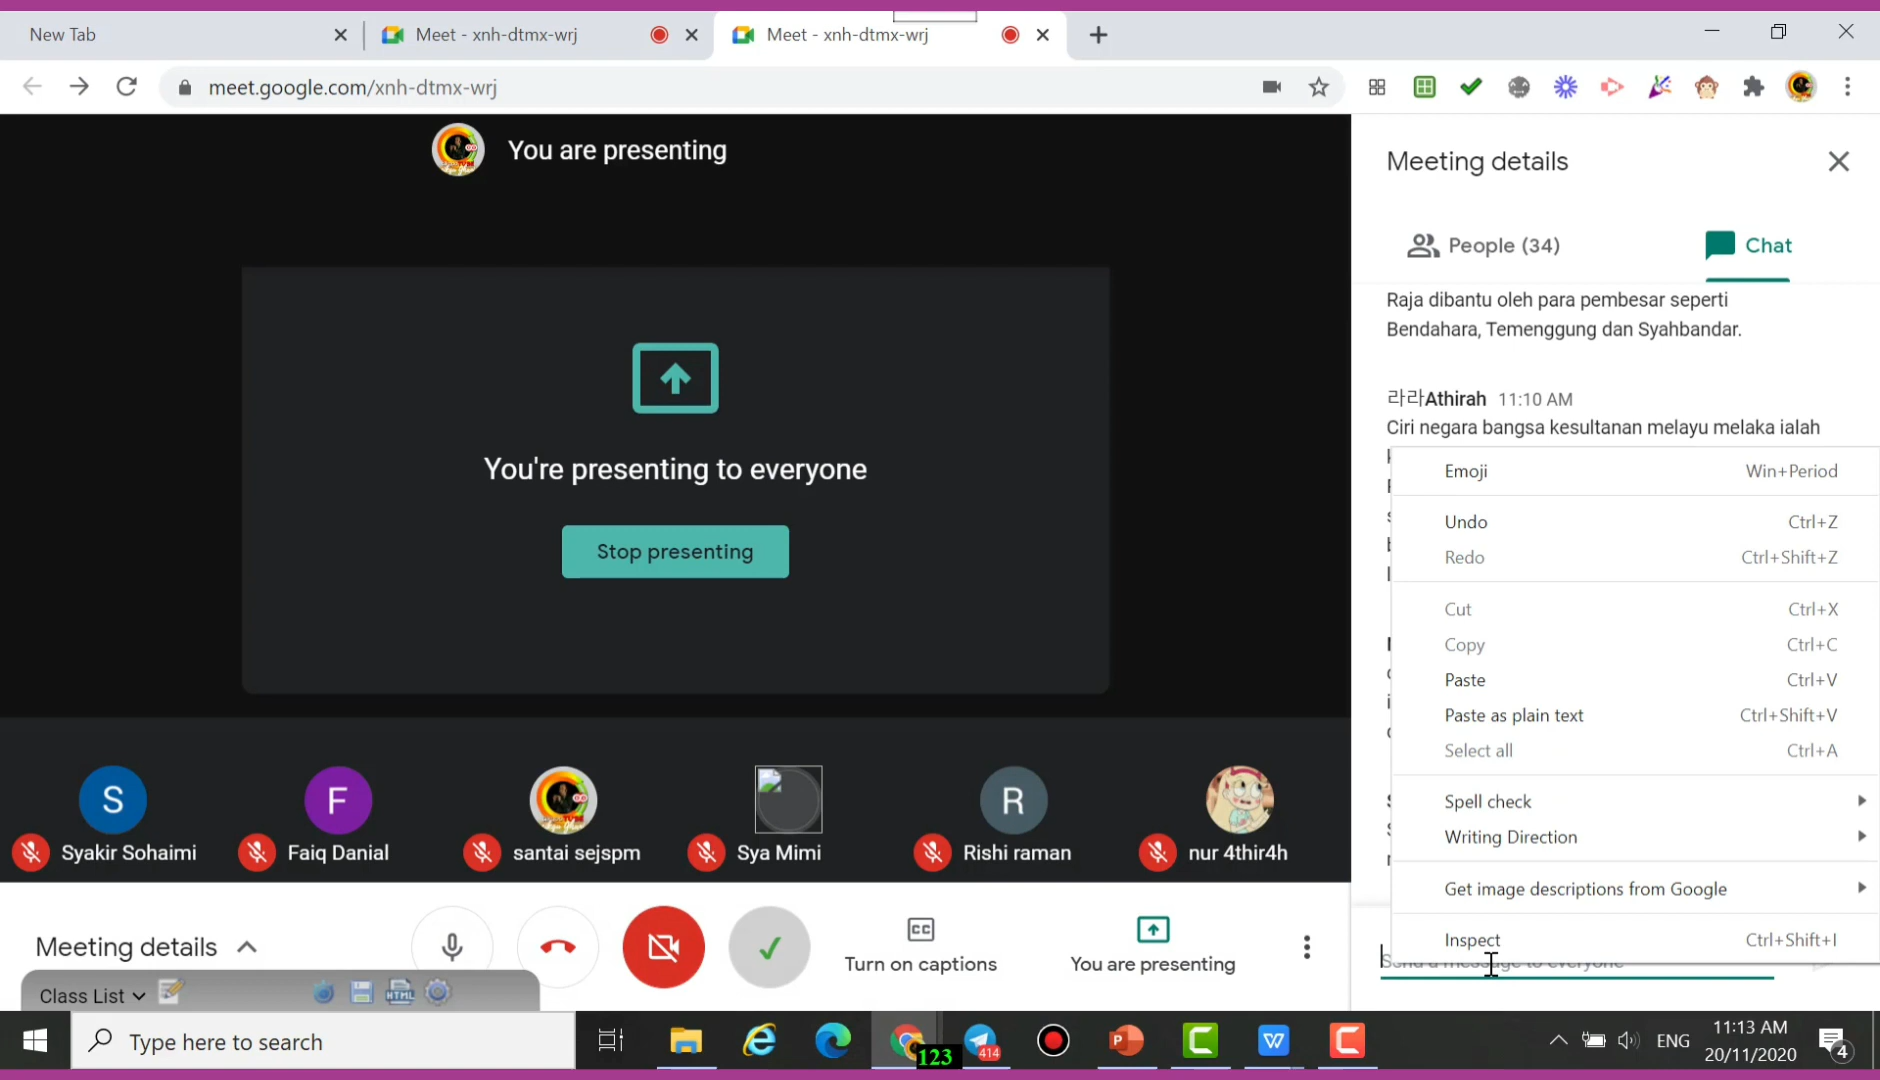 New Tab
Meet - xnh-dtmx-wrj
Meet - xnh-dtmx-wrj
meet.google.com/xnh-dtmx-wrj
You are presenting
You're presenting to everyone
Stop presenting
S
F
R
Syakir Sohaimi
Faiq Danial
santai sejspm
Sya Mimi
Rishi raman
nur 4thir4h
Meeting details
People (34)
Chat
Raja dibantu oleh para pembesar seperti
Bendahara, Temenggung dan Syahbandar.
라라Athirah 11:10 AM
Ciri negara bangsa kesultanan melayu melaka ialah
Emoji Win+Period
Undo Ctrl+Z
Redo Ctrl+Shift+Z
Cut Ctrl+X
Copy Ctrl+C
Paste Ctrl+V
Paste as plain text Ctrl+Shift+V
Select all Ctrl+A
Spell check
Writing Direction
Get image descriptions from Google
Inspect Ctrl+Shift+I
Send a message to everyone
Meeting details
CC
Turn on captions
You are presenting
Class List
HTML
Type here to search
123
414
P
C
W
C
ENG
11:13 AM
20/11/2020
4